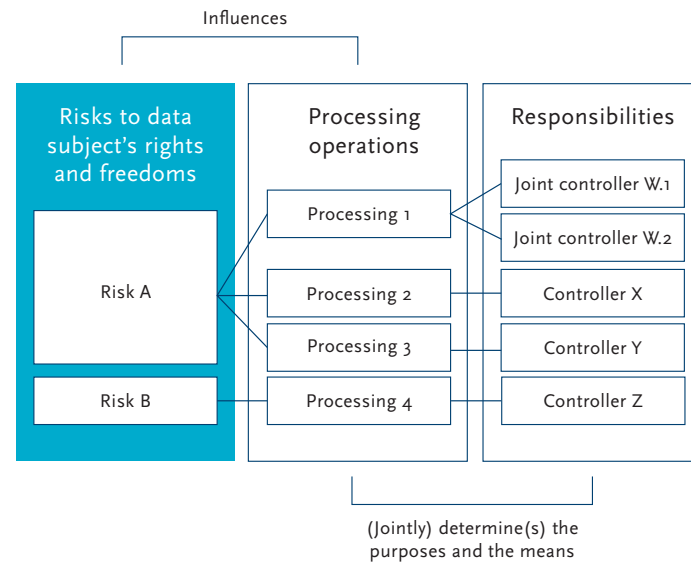 Influences
Risks to data
subject's rights
and freedoms
Risk A
Risk B
Processing
operations
Processing 1
Processing 2
Processing 3
Processing 4
Responsibilities
Joint controller W.1
Joint controller W.2
Controller X
Controller Y
Controller Z
(Jointly) determine(s) the
purposes and the means